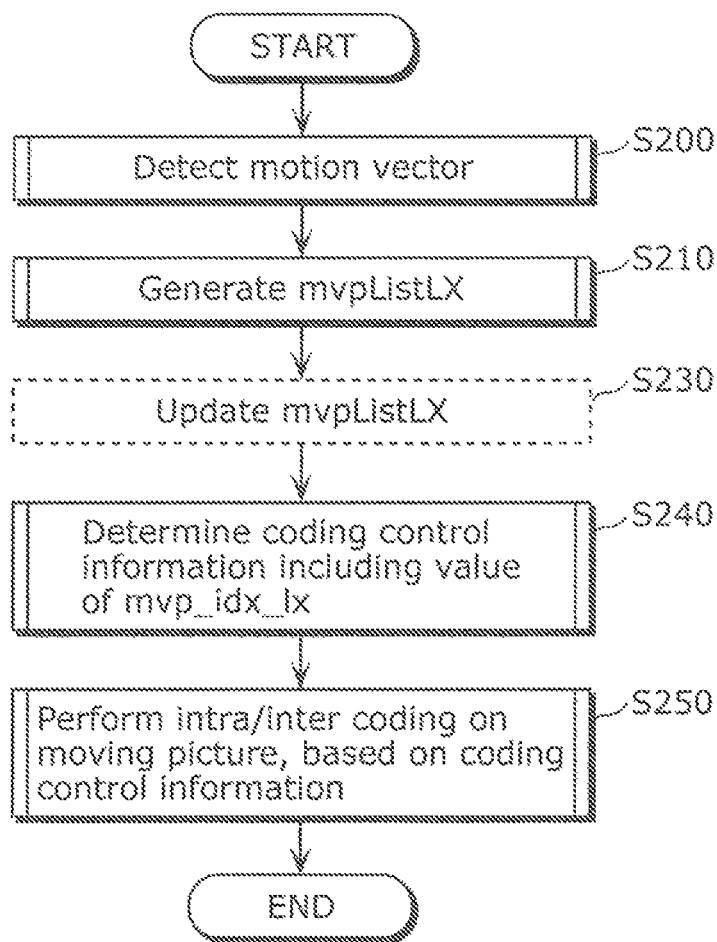 START
Detect motion vector
S200
Generate mvpListLX
S210
Update mvpListLX
S230
Determine coding control
information including value
of mvp_idx_lx
S240
Perform intra/inter coding on
moving picture, based on coding
control information
S250
END